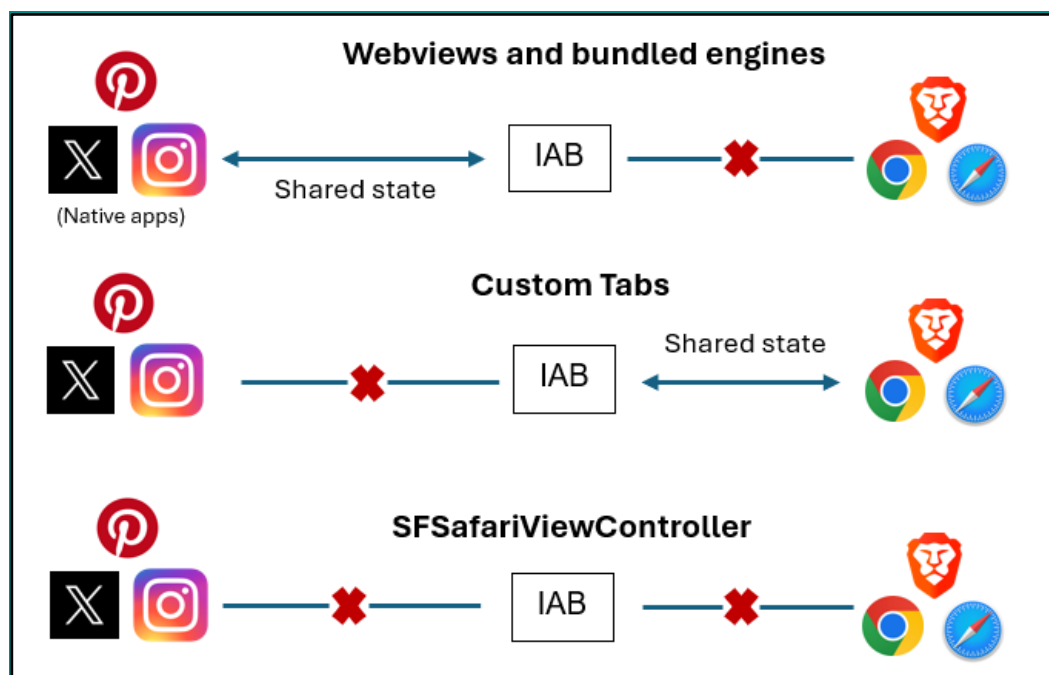 Webviews and bundled engines
IAB
Shared state
(Native apps)
Custom Tabs
Shared state
IAB
SFSafariViewController
IAB